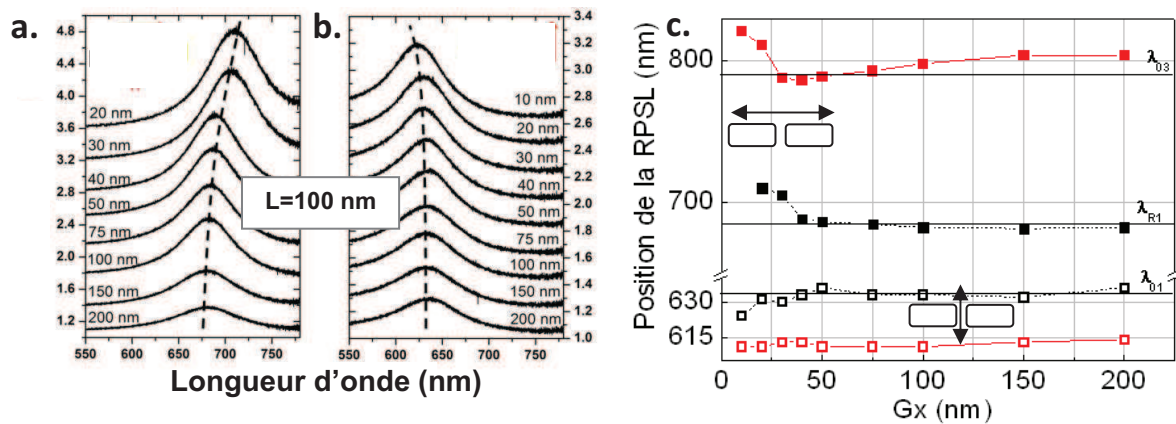 a.
4.8
4.4
4.0
3.6
3.2
2.8
2.4
2.0
1.6
1.2
20 nm
30 nm
40 nm
50 nm
75 nm
100 nm
150 nm
200 nm
550 600 650 700 750
b.
3.4
3.2
3.0
2.8
2.6
2.4
2.2
2.0
1.8
1.6
1.4
1.2
1.0
10 nm
20 nm
30 nm
40 nm
50 nm
75 nm
100 nm
150 nm
200 nm
550 600 650 700 750
L=100 nm
Longueur d’onde (nm)
c.
Position de la RPSL (nm)
800
700
630
615
λ03
λR1
λ01
0 50 100 150 200
Gx (nm)